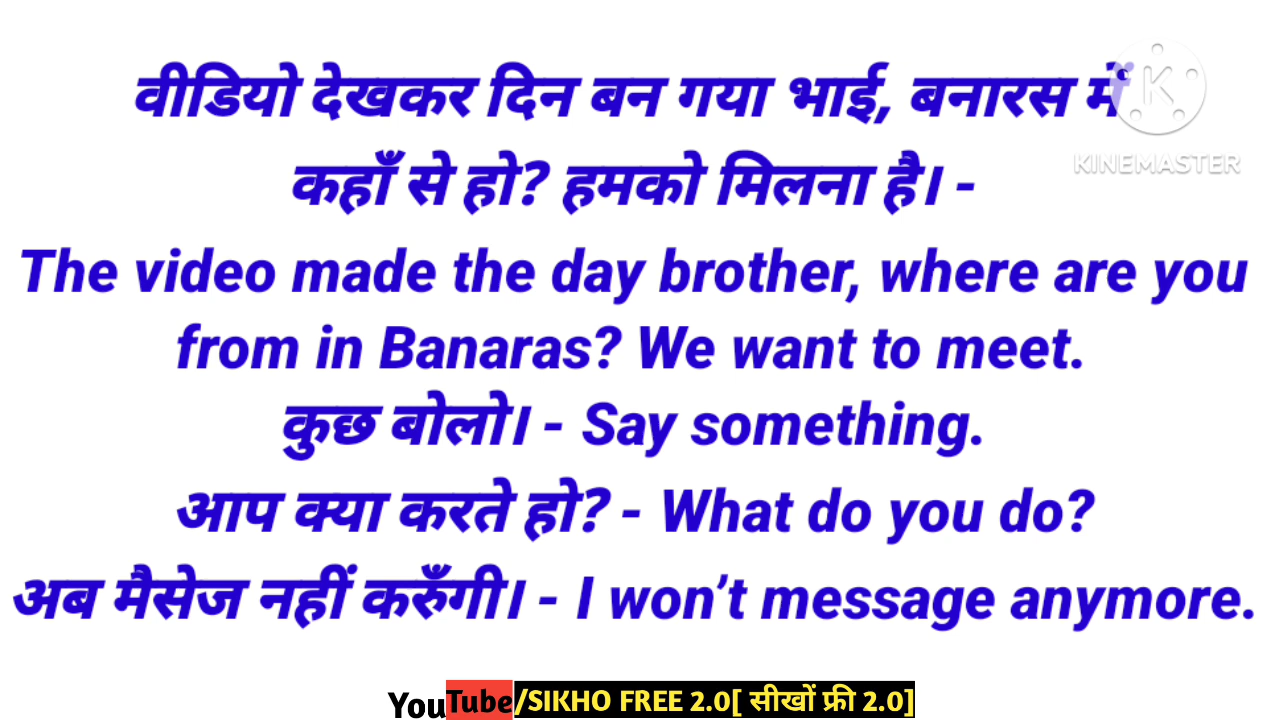 वीडियो देखकर दिन बन गया भाई, बनारस में
KINEMASTER
कहाँ से हो? हमको मिलना है। -
The video made the day brother, where are you
from in Banaras? We want to meet.
कुछ बोलो। - Say something.
आप क्या करते हो? - What do you do?
अब मैसेज नहीं करुँगी। - I won't message anymore.
YouTube/SIKHO FREE 2.0[ सीखों फ्री 2.0]